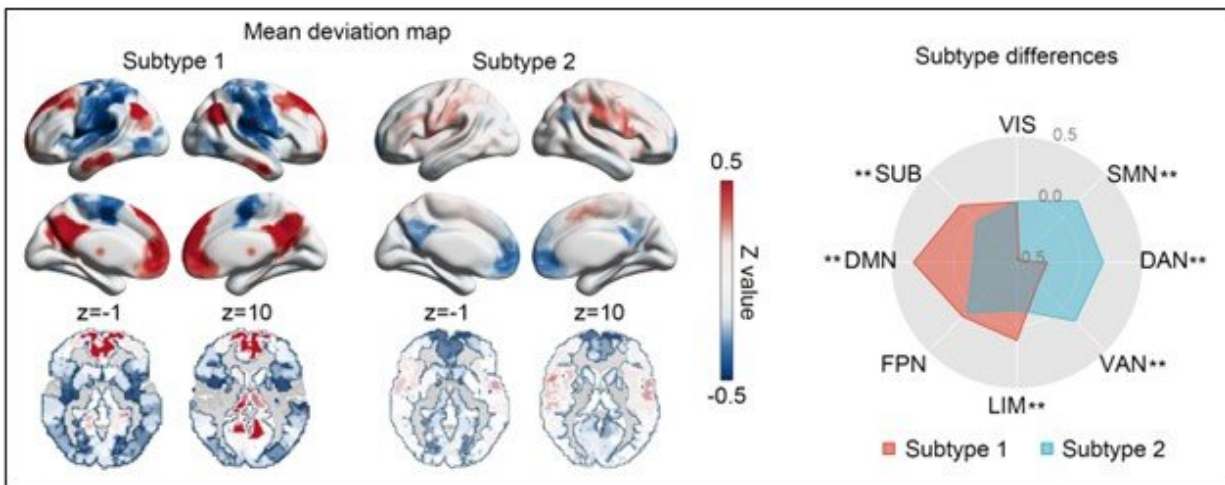 Mean deviation map
Subtype 1
Subtype 2
z=-1
z=10
z=-1
z=10
0.5
Z value
-0.5
Subtype differences
VIS
0.5
**SUB
0.0
SMN**
**DMN
-0.5
DAN**
FPN
VAN**
LIM**
Subtype 1
Subtype 2